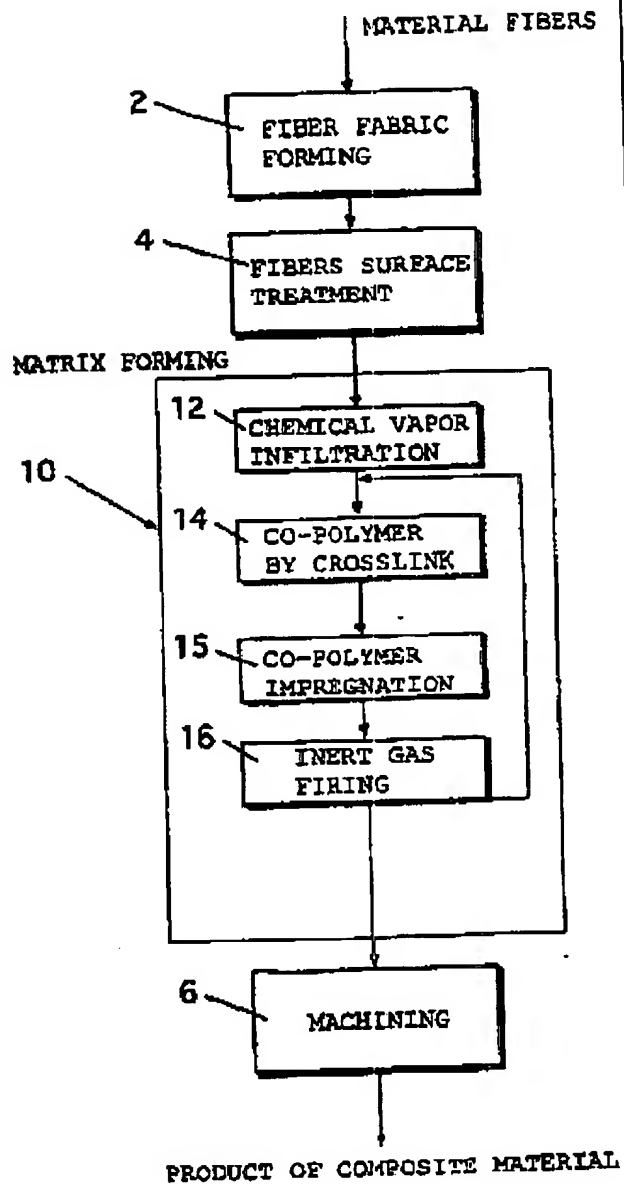 MATERIAL FIBERS
2
FIBER FABRIC
FORMING
4
FIBERS SURFACE
TREATMENT
MATRIX FORMING
12
CHEMICAL VAPOR
INFILTRATION
10
14
CO-POLYMER
BY CROSSLINK
15
CO-POLYMER
IMPREGNATION
16
INERT GAS
FIRING
6
MACHINING
PRODUCT OF COMPOSITE MATERIAL